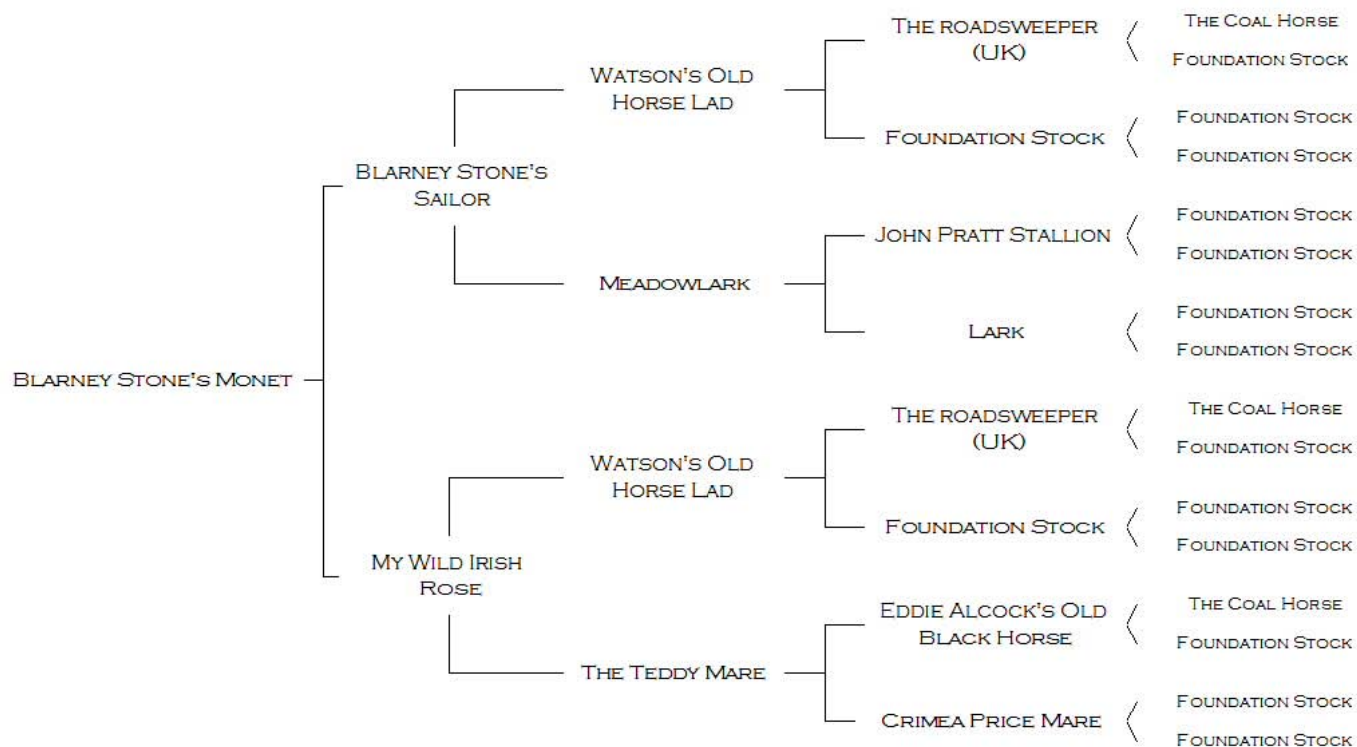 The Roadsweeper
(UK)
The Coal Horse
Foundation Stock
Watson's Old
Horse Lad
Foundation Stock
Foundation Stock
Foundation Stock
Blarney Stone's
Sailor
John Pratt Stallion
Foundation Stock
Foundation Stock
Meadowlark
Lark
Foundation Stock
Foundation Stock
Blarney Stone's Monet
The Roadsweeper
(UK)
The Coal Horse
Foundation Stock
Watson's Old
Horse Lad
Foundation Stock
Foundation Stock
Foundation Stock
My Wild Irish
Rose
Eddie Alcock's Old
Black Horse
The Coal Horse
Foundation Stock
The Teddy Mare
Crimea Price Mare
Foundation Stock
Foundation Stock